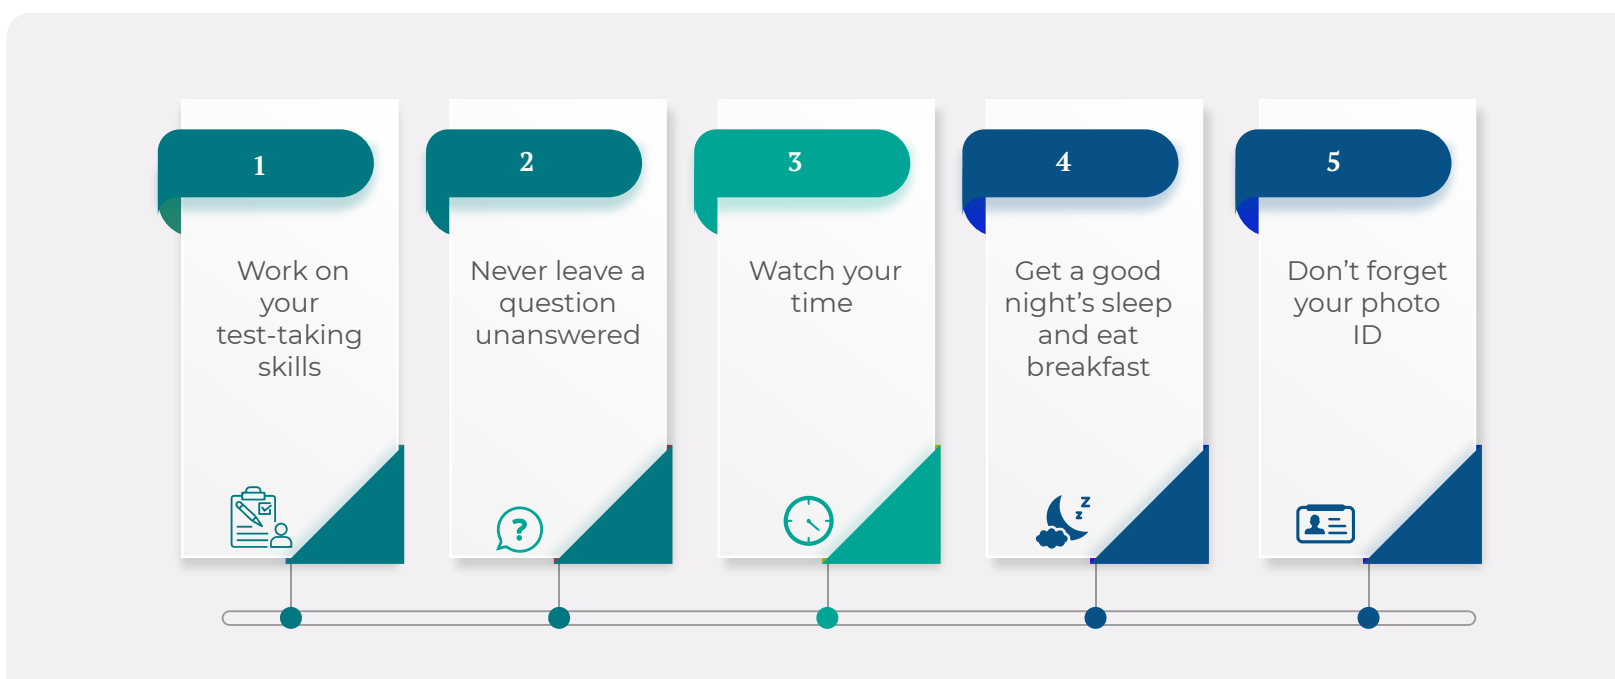 1
Work on
your
test-taking
skills
2
Never leave a
question
unanswered
?
3
Watch your
time
4
Get a good
night’s sleep
and eat
breakfast
z
z
5
Don’t forget
your photo
ID